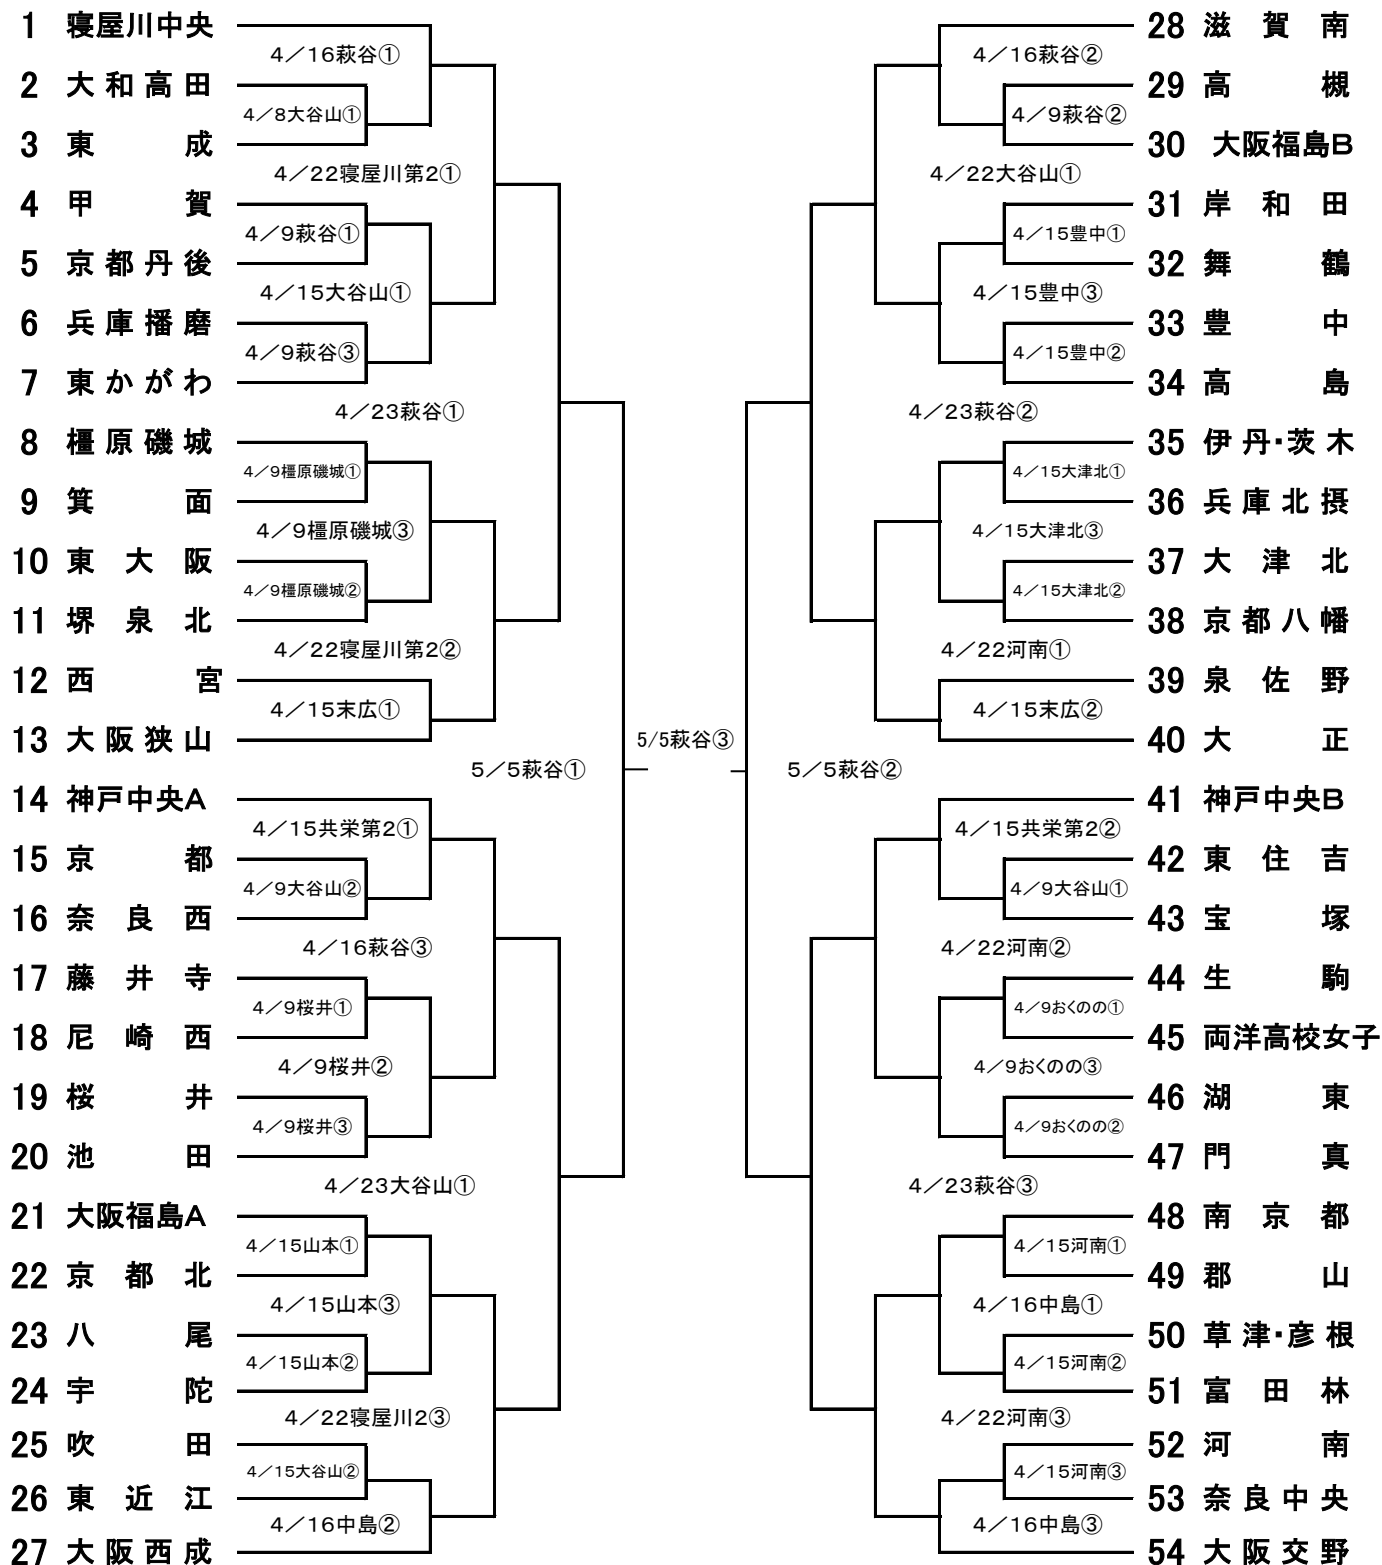 1 寝屋川中央
4／16萩谷①
2 大和高田
4／8大谷山①
3 東成
4／22寝屋川第2①
4 甲賀
4／9萩谷①
5 京都丹後
4／15大谷山①
6 兵庫播磨
4／9萩谷③
7 東かがわ
4／23萩谷①
8 橿原磯城
4／9橿原磯城①
9 箕面
4／9橿原磯城③
10 東大阪
4／9橿原磯城②
11 堺泉北
4／22寝屋川第2②
12 西宮
4／15末広①
13 大阪狭山
5／5萩谷①
14 神戸中央A
4／15共栄第2①
15 京都
4／9大谷山②
16 奈良西
4／16萩谷③
17 藤井寺
4／9桜井①
18 尼崎西
4／9桜井②
19 桜井
4／9桜井③
20 池田
4／23大谷山①
21 大阪福島A
4／15山本①
22 京都北
4／15山本③
23 八尾
4／15山本②
24 宇陀
4／22寝屋川2③
25 吹田
4／15大谷山②
26 東近江
4／16中島②
27 大阪西成
5/5萩谷③
28 滋賀南
4／16萩谷②
29 高槻
4／9萩谷②
30 大阪福島B
4／22大谷山①
31 岸和田
4／15豊中①
32 舞鶴
4／15豊中③
33 豊中
4／15豊中②
34 高島
4／23萩谷②
35 伊丹・茨木
4／15大津北①
36 兵庫北摂
4／15大津北③
37 大津北
4／15大津北②
38 京都八幡
4／22河南①
39 泉佐野
4／15末広②
40 大正
5／5萩谷②
41 神戸中央B
4／15共栄第2②
42 東住吉
4／9大谷山①
43 宝塚
4／22河南②
44 生駒
4／9おくのの①
45 両洋高校女子
4／9おくのの③
46 湖東
4／9おくのの②
47 門真
4／23萩谷③
48 南京都
4／15河南①
49 郡山
4／16中島①
50 草津・彦根
4／15河南②
51 富田林
4／22河南③
52 河南
4／15河南③
53 奈良中央
4／16中島③
54 大阪交野